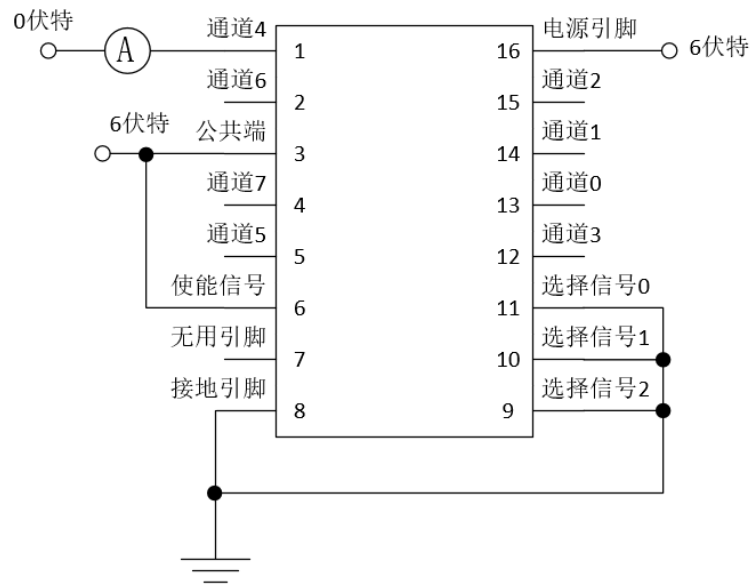 0伏特
A
通道4
1
16
电源引脚
6伏特
通道6
2
15
通道2
6伏特
公共端
3
14
通道1
通道7
4
13
通道0
通道5
5
12
通道3
使能信号
6
11
选择信号0
无用引脚
7
10
选择信号1
接地引脚
8
9
选择信号2